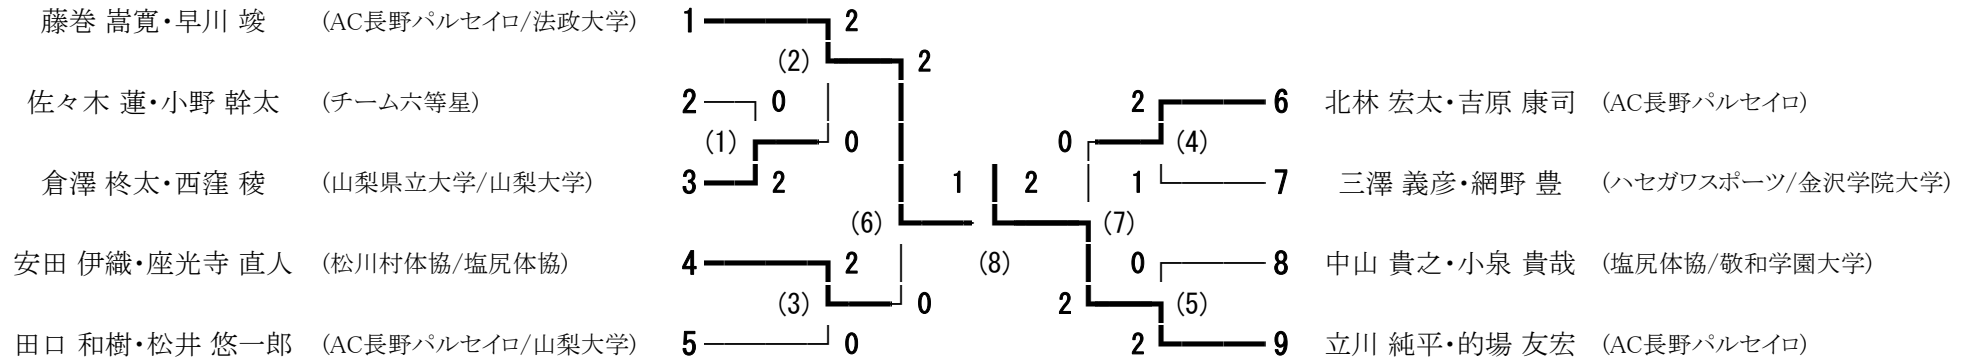 藤巻 嵩寛・早川 竣 (AC長野パルセイロ/法政大学) 1 2
(2) 2
佐々木 蓮・小野 幹太 (チーム六等星) 2 0 2 6 北林 宏太・吉原 康司 (AC長野パルセイロ)
(1) 0 0 (4)
倉澤 柊太・西窪 稜 (山梨県立大学/山梨大学) 3 2 1 2 1 7 三澤 義彦・網野 豊 (ハセガワスポーツ/金沢学院大学)
(6) (7)
安田 伊織・座光寺 直人 (松川村体協/塩尻体協) 4 2 (8) 0 8 中山 貴之・小泉 貴哉 (塩尻体協/敬和学園大学)
(3) 0 2 (5)
田口 和樹・松井 悠一郎 (AC長野パルセイロ/山梨大学) 5 0 2 9 立川 純平・的場 友宏 (AC長野パルセイロ)